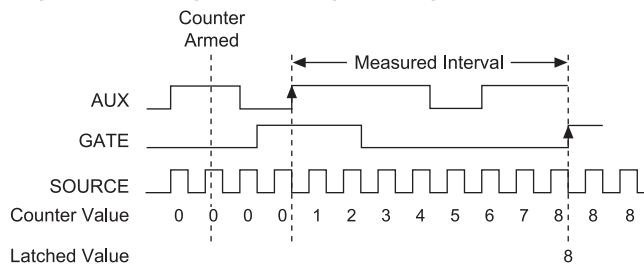 Counter
Armed
Measured Interval
AUX
GATE
SOURCE
Counter Value 0 0 0 0 1 2 3 4 5 6 7 8 8 8
Latched Value 8